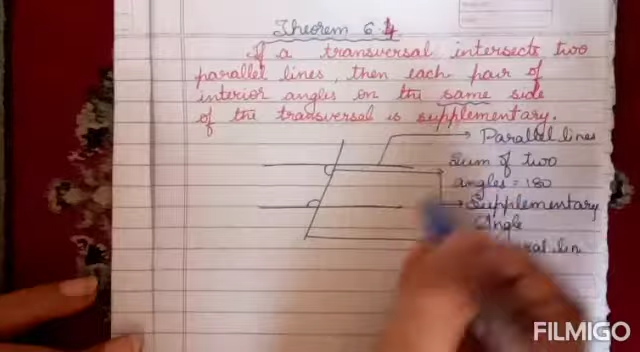 Theorem 6.4
If a transversal intersects two
parallel lines, then each pair of
interior angles on the same side
of the transversal is supplementary.
Parallel lines
Sum of two
angles = 180
Supplementary
Angle
lin
FILMIGO